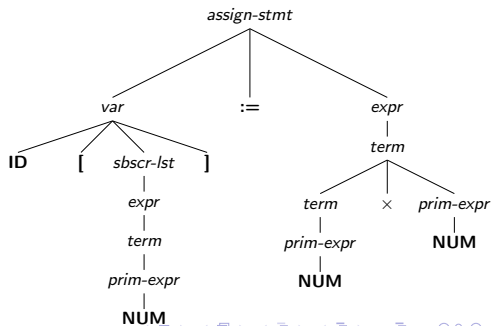 assign-stmt
var := expr
term
ID [ sbscr-lst ]
expr term × prim-expr
term prim-expr NUM
prim-expr NUM
NUM